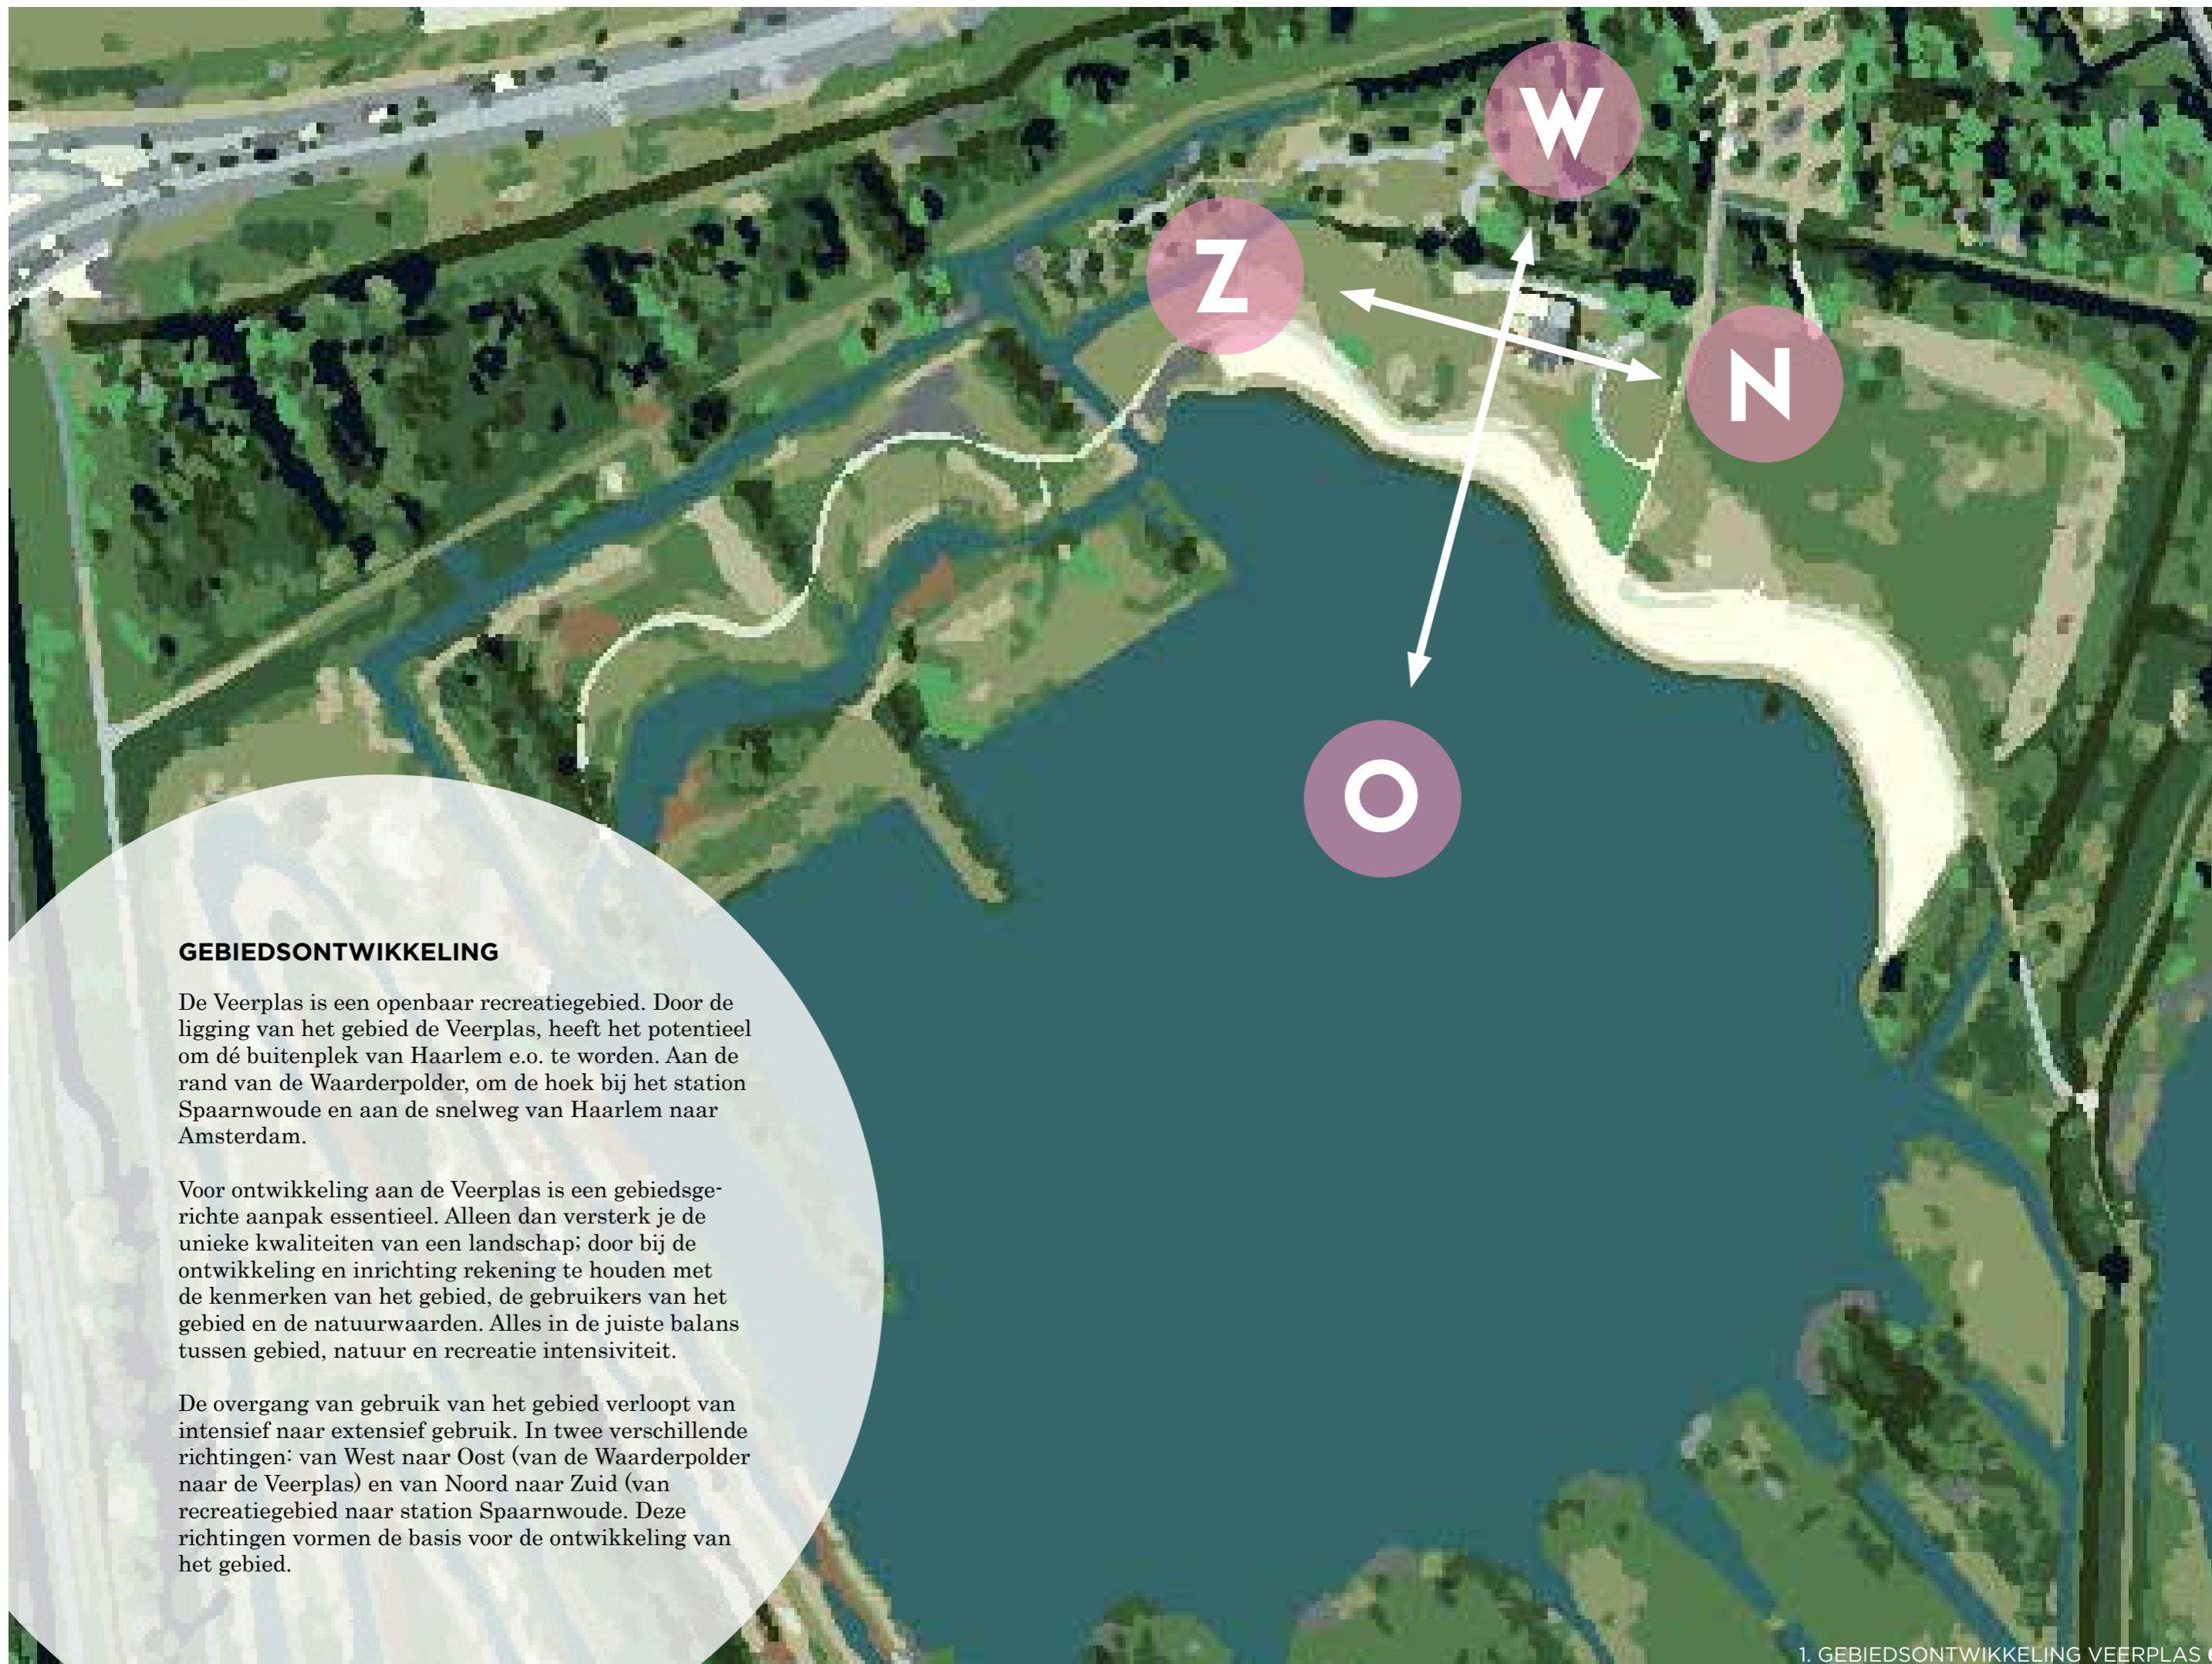 W
Z
N
O
GEBIEDSONTWIKKELING
De Veerplas is een openbaar recreatiegebied. Door de
ligging van het gebied de Veerplas, heeft het potentieel
om dé buitenplek van Haarlem e.o. te worden. Aan de
rand van de Waarderpolder, om de hoek bij het station
Spaarnwoude en aan de snelweg van Haarlem naar
Amsterdam.
Voor ontwikkeling aan de Veerplas is een gebiedsge-
richte aanpak essentieel. Alleen dan versterk je de
unieke kwaliteiten van een landschap; door bij de
ontwikkeling en inrichting rekening te houden met
de kenmerken van het gebied, de gebruikers van het
gebied en de natuurwaarden. Alles in de juiste balans
tussen gebied, natuur en recreatie intensiviteit.
De overgang van gebruik van het gebied verloopt van
intensief naar extensief gebruik. In twee verschillende
richtingen: van West naar Oost (van de Waarderpolder
naar de Veerplas) en van Noord naar Zuid (van
recreatiegebied naar station Spaarnwoude. Deze
richtingen vormen de basis voor de ontwikkeling van
het gebied.
1. GEBIEDSONTWIKKELING VEERPLAS